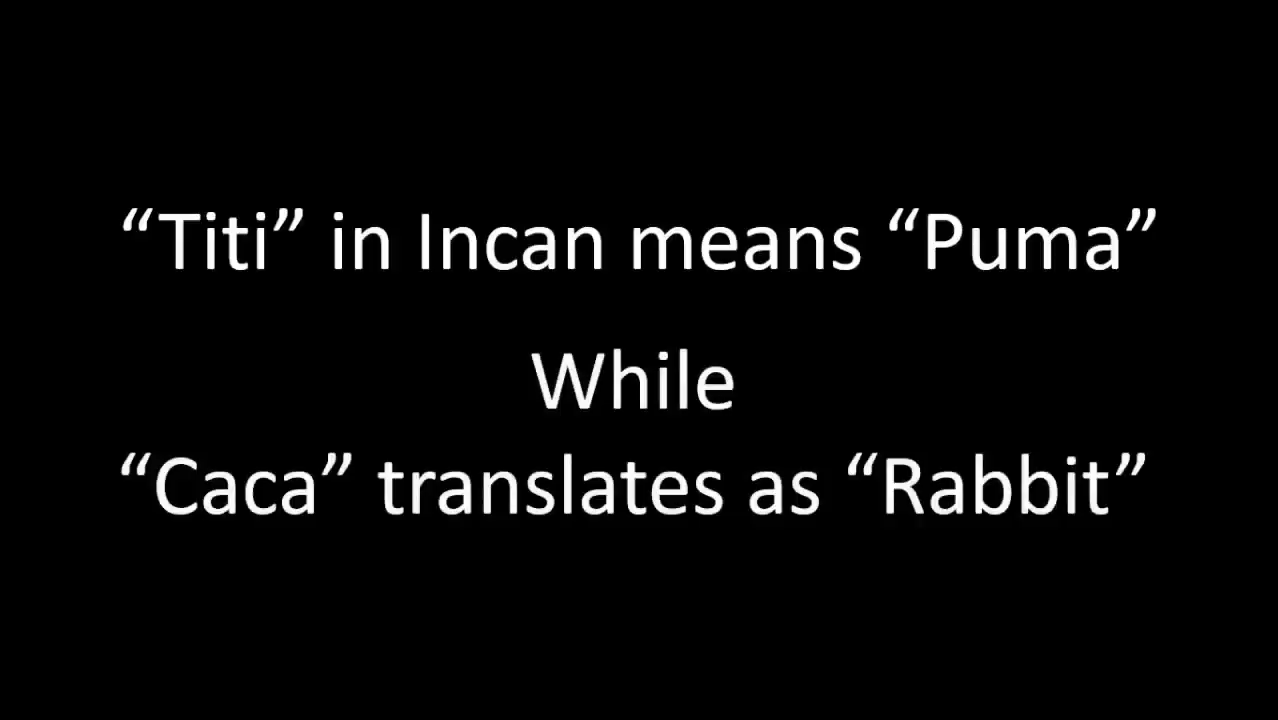 “Titi” in Incan means “Puma”
While
“Caca” translates as “Rabbit”